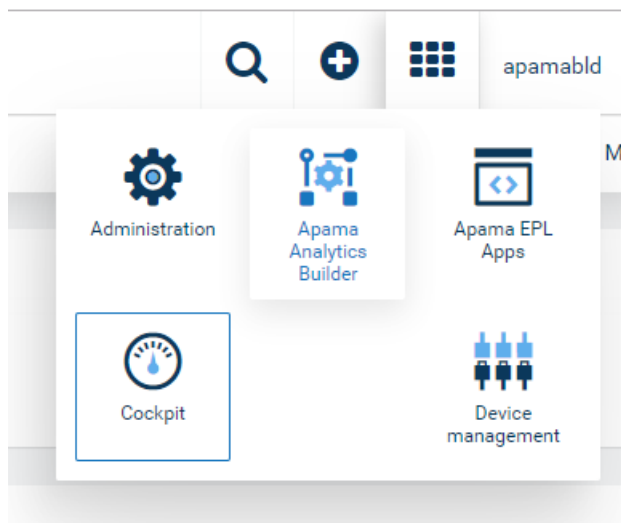 apamabld
M
Administration
Apama
Analytics
Builder
Apama EPL
Apps
Cockpit
Device
management